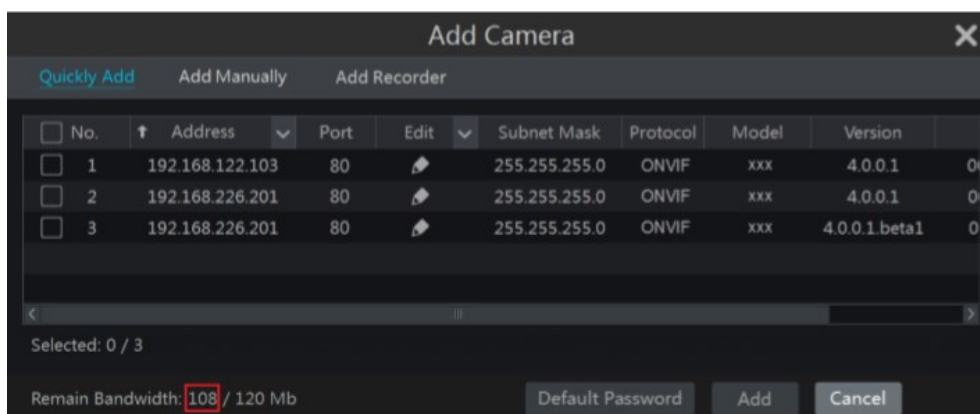 Add Camera
Quickly Add Add Manually Add Recorder
No. Address Port Edit Subnet Mask Protocol Model Version
1 192.168.122.103 80 255.255.255.0 ONVIF xxx 4.0.0.1
2 192.168.226.201 80 255.255.255.0 ONVIF xxx 4.0.0.1
3 192.168.226.201 80 255.255.255.0 ONVIF xxx 4.0.0.1.beta1
Selected: 0 / 3
Remain Bandwidth: 108 / 120 Mb Default Password Add Cancel